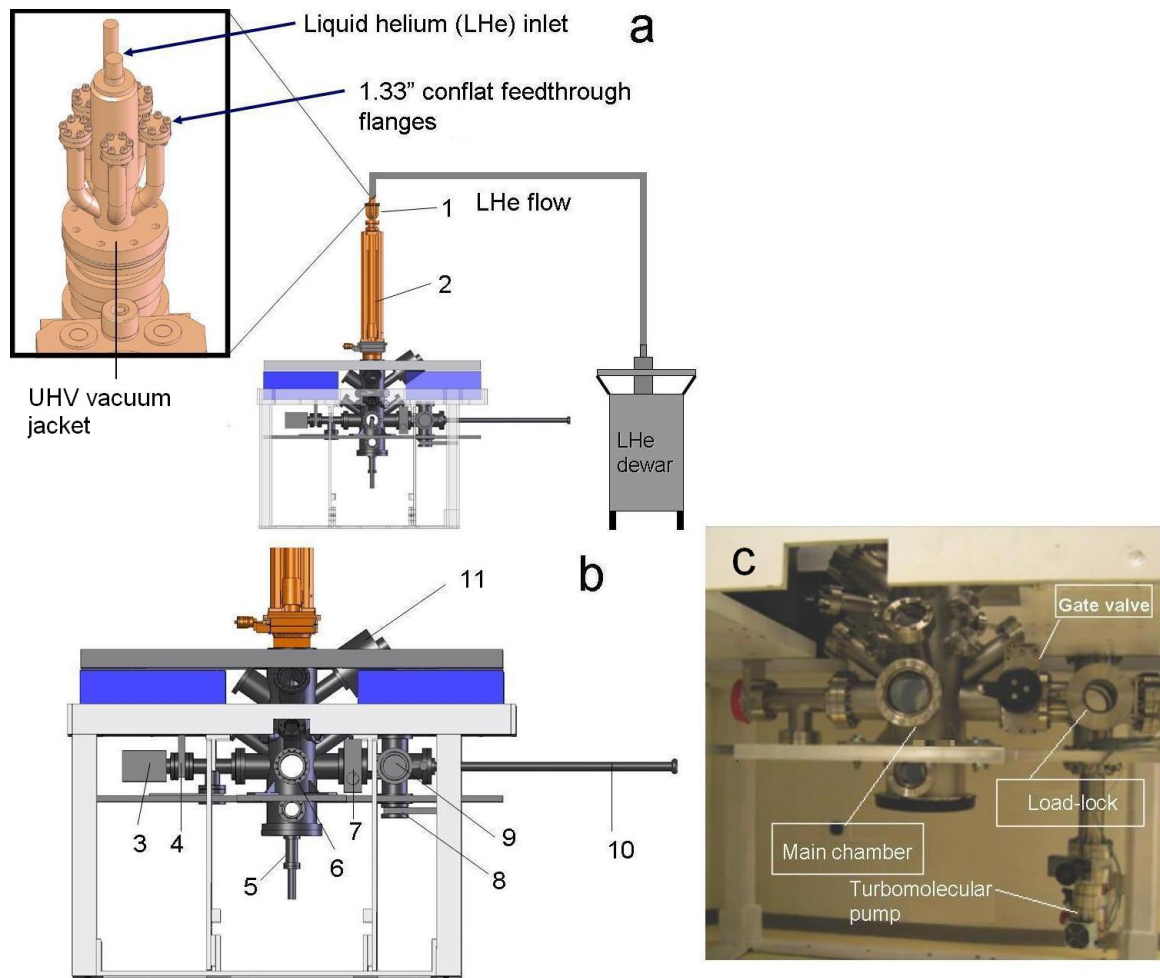 Liquid helium (LHe) inlet
a
1.33” conflat feedthrough
flanges
1
LHe flow
2
UHV vacuum
jacket
LHe
dewar
b
11
3
4
5
6
7
8
9
10
c
Gate valve
Load-lock
Main chamber
Turbomolecular
pump